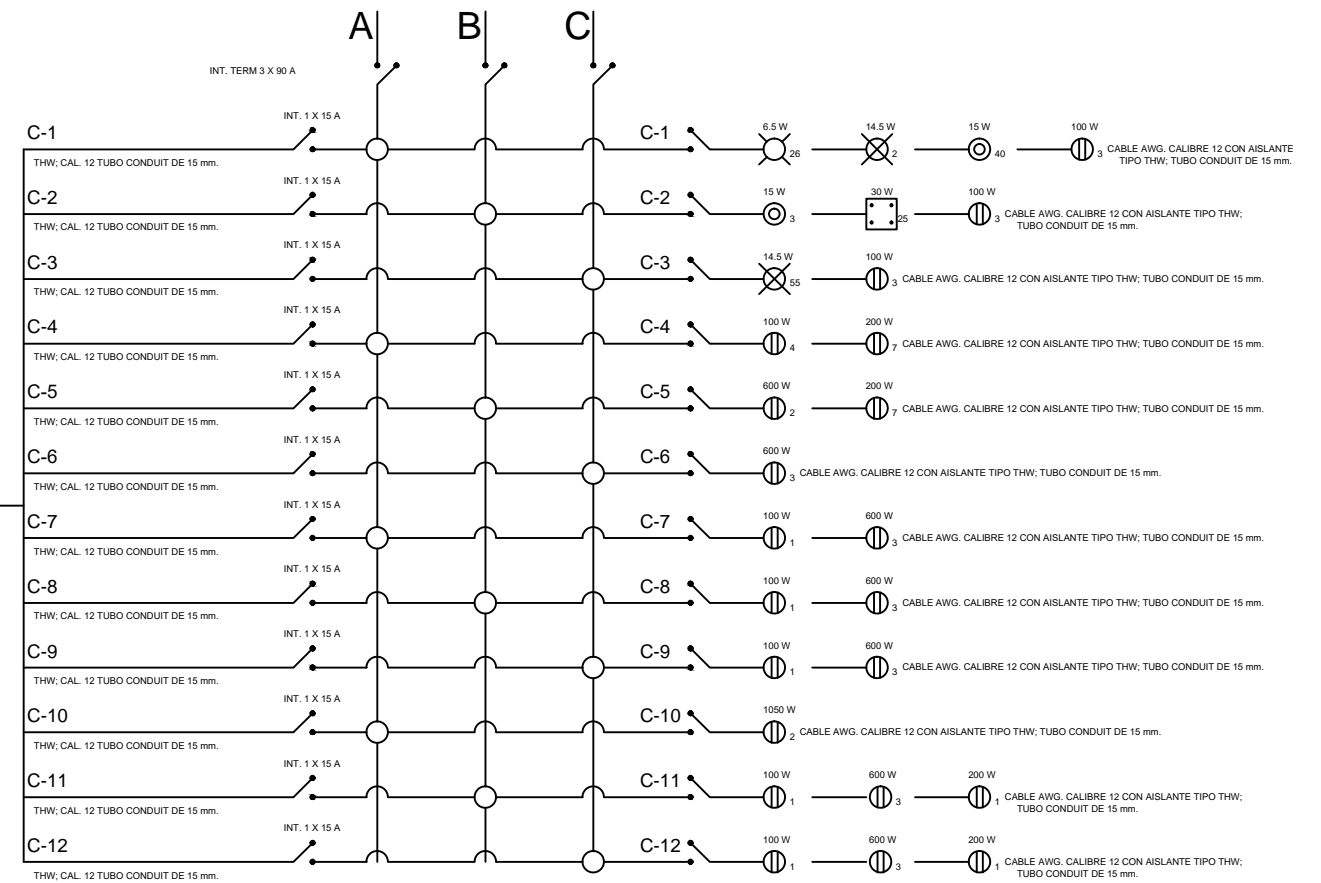 A B C
INT. TERM 3 X 90 A
INT. 1 X 15 A
C-1
THW; CAL. 12 TUBO CONDUIT DE 15 mm.
C-1
6.5 W 14.5 W 15 W 100 W
26 2 40 3
CABLE AWG. CALIBRE 12 CON AISLANTE
TIPO THW; TUBO CONDUIT DE 15 mm.
INT. 1 X 15 A
C-2
THW; CAL. 12 TUBO CONDUIT DE 15 mm.
C-2
15 W 30 W 100 W
3 25 3
CABLE AWG. CALIBRE 12 CON AISLANTE TIPO THW;
TUBO CONDUIT DE 15 mm.
INT. 1 X 15 A
C-3
THW; CAL. 12 TUBO CONDUIT DE 15 mm.
C-3
14.5 W 100 W
55 3
CABLE AWG. CALIBRE 12 CON AISLANTE TIPO THW; TUBO CONDUIT DE 15 mm.
INT. 1 X 15 A
C-4
THW; CAL. 12 TUBO CONDUIT DE 15 mm.
C-4
100 W 200 W
4 7
CABLE AWG. CALIBRE 12 CON AISLANTE TIPO THW; TUBO CONDUIT DE 15 mm.
INT. 1 X 15 A
C-5
THW; CAL. 12 TUBO CONDUIT DE 15 mm.
C-5
600 W 200 W
2 7
CABLE AWG. CALIBRE 12 CON AISLANTE TIPO THW; TUBO CONDUIT DE 15 mm.
INT. 1 X 15 A
C-6
THW; CAL. 12 TUBO CONDUIT DE 15 mm.
C-6
600 W
3
CABLE AWG. CALIBRE 12 CON AISLANTE TIPO THW; TUBO CONDUIT DE 15 mm.
INT. 1 X 15 A
C-7
THW; CAL. 12 TUBO CONDUIT DE 15 mm.
C-7
100 W 600 W
1 3
CABLE AWG. CALIBRE 12 CON AISLANTE TIPO THW; TUBO CONDUIT DE 15 mm.
INT. 1 X 15 A
C-8
THW; CAL. 12 TUBO CONDUIT DE 15 mm.
C-8
100 W 600 W
1 3
CABLE AWG. CALIBRE 12 CON AISLANTE TIPO THW; TUBO CONDUIT DE 15 mm.
INT. 1 X 15 A
C-9
THW; CAL. 12 TUBO CONDUIT DE 15 mm.
C-9
100 W 600 W
1 3
CABLE AWG. CALIBRE 12 CON AISLANTE TIPO THW; TUBO CONDUIT DE 15 mm.
INT. 1 X 15 A
C-10
THW; CAL. 12 TUBO CONDUIT DE 15 mm.
C-10
1050 W
2
CABLE AWG. CALIBRE 12 CON AISLANTE TIPO THW; TUBO CONDUIT DE 15 mm.
INT. 1 X 15 A
C-11
THW; CAL. 12 TUBO CONDUIT DE 15 mm.
C-11
100 W 600 W 200 W
1 3 1
CABLE AWG. CALIBRE 12 CON AISLANTE TIPO THW;
TUBO CONDUIT DE 15 mm.
INT. 1 X 15 A
C-12
THW; CAL. 12 TUBO CONDUIT DE 15 mm.
C-12
100 W 600 W 200 W
1 3 1
CABLE AWG. CALIBRE 12 CON AISLANTE TIPO THW;
TUBO CONDUIT DE 15 mm.